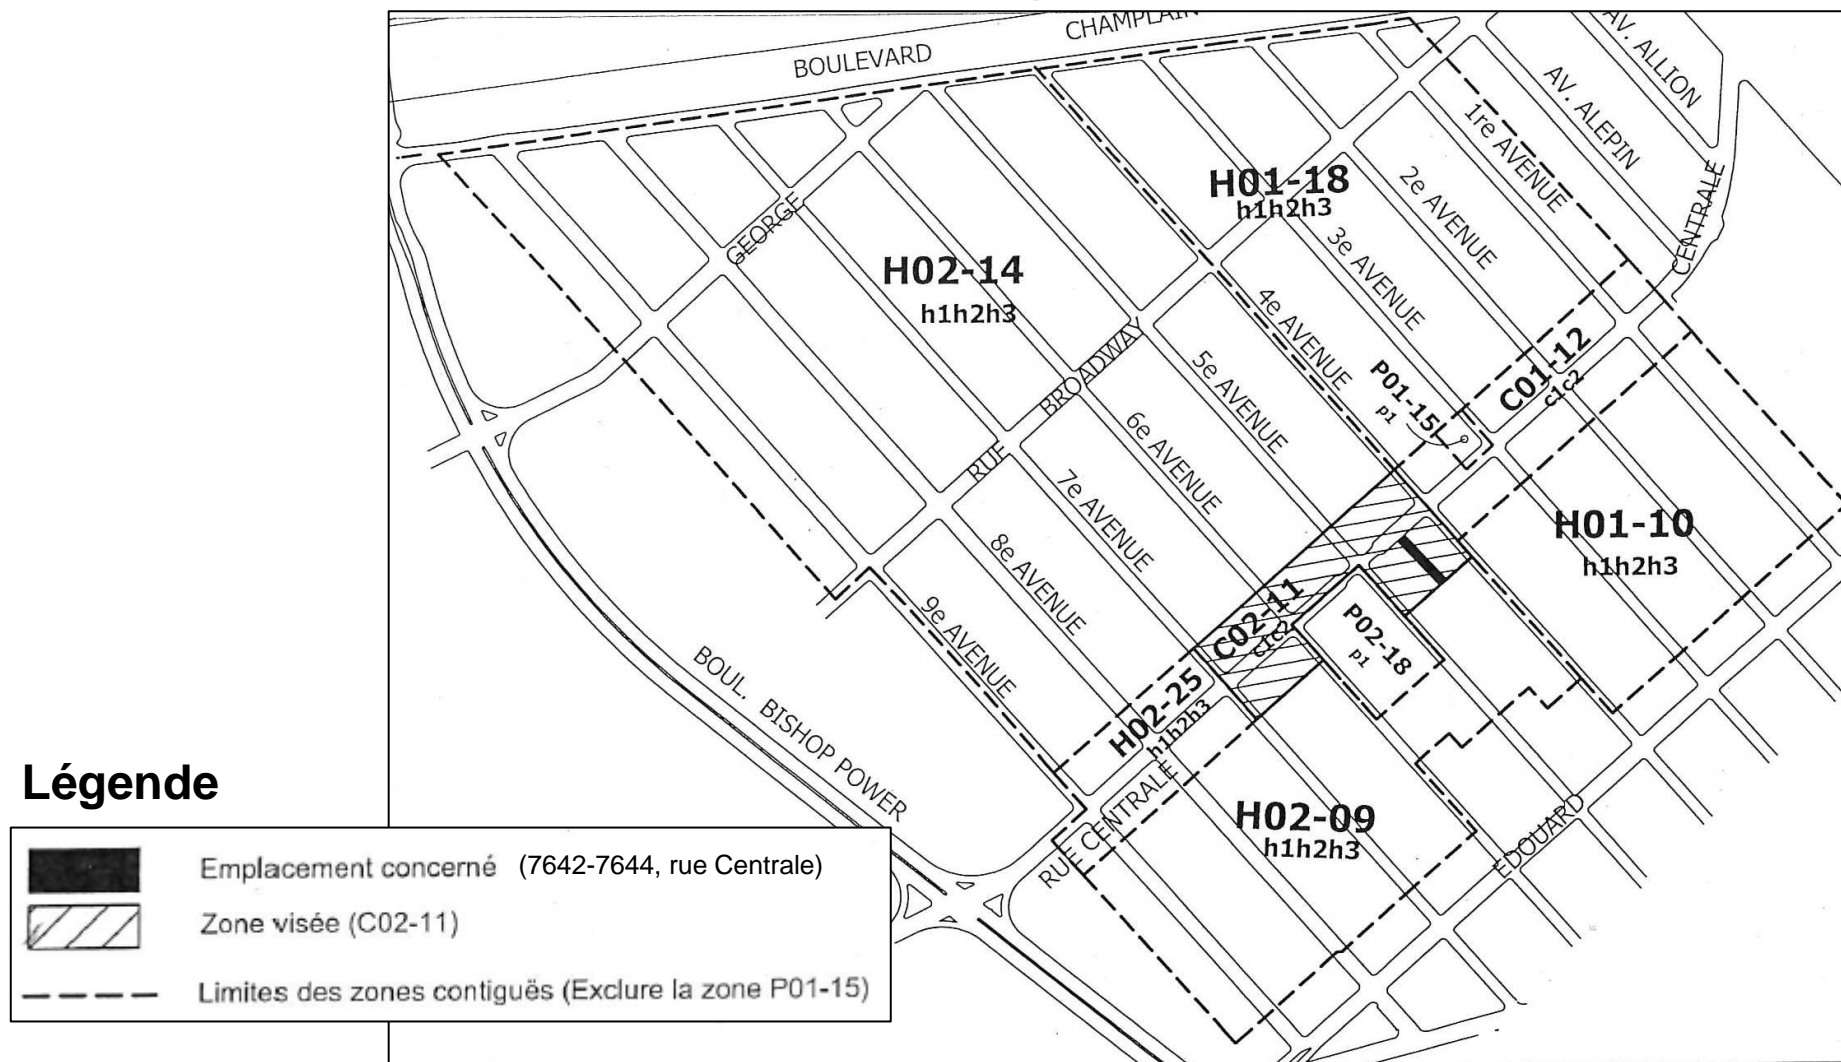 BOULEVARD
CHAMPLAIN
AV. ALLION
AV. ALEPIN
1re AVENUE
CENTRALE
H01-18
h1h2h3
2e AVENUE
GEORGE
3e AVENUE
H02-14
h1h2h3
4e AVENUE
RUE BROADWAY
5e AVENUE
P01-15
p1
C01-12
c1c2
6e AVENUE
7e AVENUE
H01-10
h1h2h3
8e AVENUE
9e AVENUE
C02-11
c1c2
P02-18
p1
BOUL. BISHOP POWER
H02-25
h1h2h3
RUE CENTRALE
H02-09
h1h2h3
EDOUARD
Légende
Emplacement concerné (7642-7644, rue Centrale)
Zone visée (C02-11)
Limites des zones contiguës (Exclure la zone P01-15)